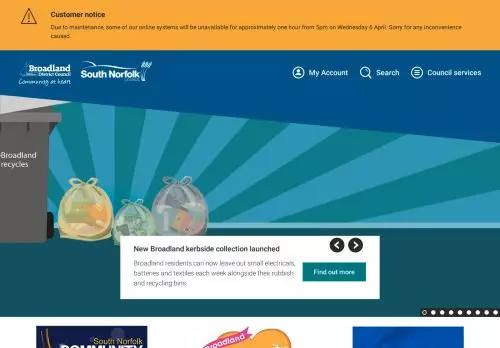 Customer notice
Due to maintenance, some of our online systems will be unavailable for approximately one hour from 5pm on Wednesday 6 April. Sorry for any inconvenience
caused.
Broadland
District Council
Community at heart
South Norfolk
COUNCIL
My Account
Search
Council services
Broadland
recycles
New Broadland kerbside collection launched
Broadland residents can now leave out small electricals,
batteries and textiles each week alongside their rubbish
and recycling bins.
Find out more
South Norfolk
COMMUNITY
Broadland